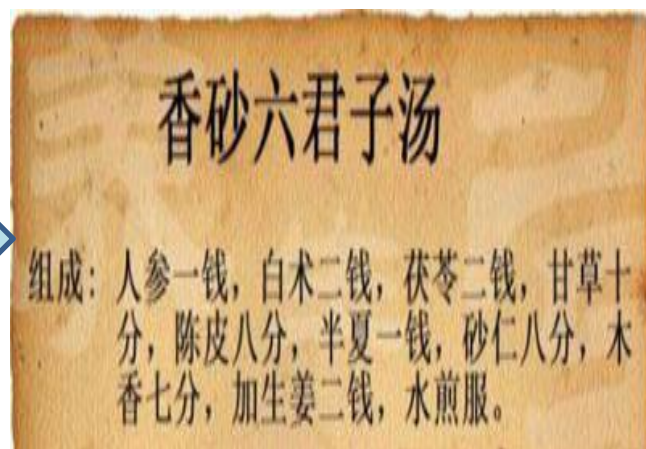 香砂六君子汤
组成：人参一钱，白术二钱，茯苓二钱，甘草十
分，陈皮八分，半夏一钱，砂仁八分，木
香七分，加生姜二钱，水煎服。